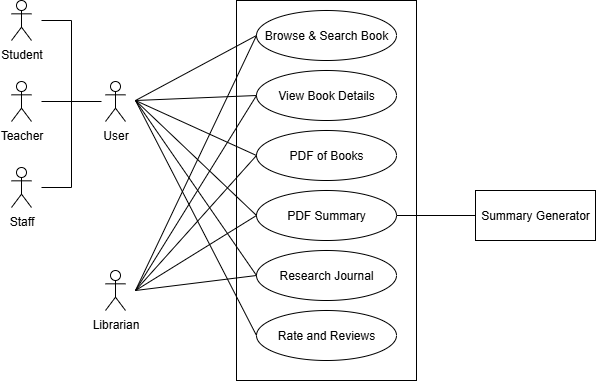 Student
Teacher
Staff
User
Librarian
Browse & Search Book
View Book Details
PDF of Books
PDF Summary
Research Journal
Rate and Reviews
Summary Generator